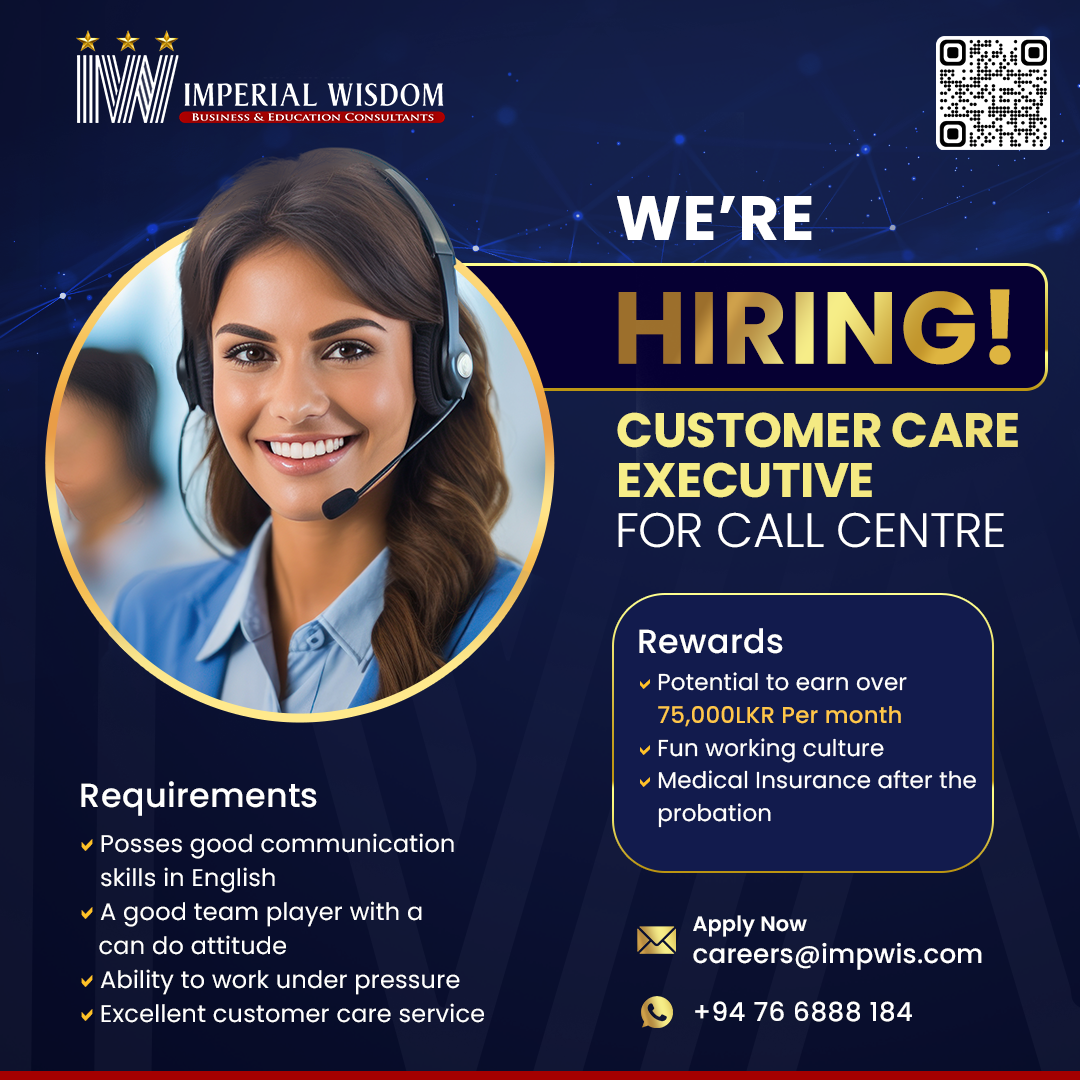 IW IMPERIAL WISDOM
BUSINESS & EDUCATION CONSULTANTS
WE'RE
HIRING!
CUSTOMER CARE
EXECUTIVE
FOR CALL CENTRE
Rewards
Potential to earn over
75,000LKR Per month
Fun working culture
Medical Insurance after the
probation
Requirements
Posses good communication
skills in English
A good team player with a
can do attitude
Ability to work under pressure
Excellent customer care service
Apply Now
careers@impwis.com
+94 76 6888 184